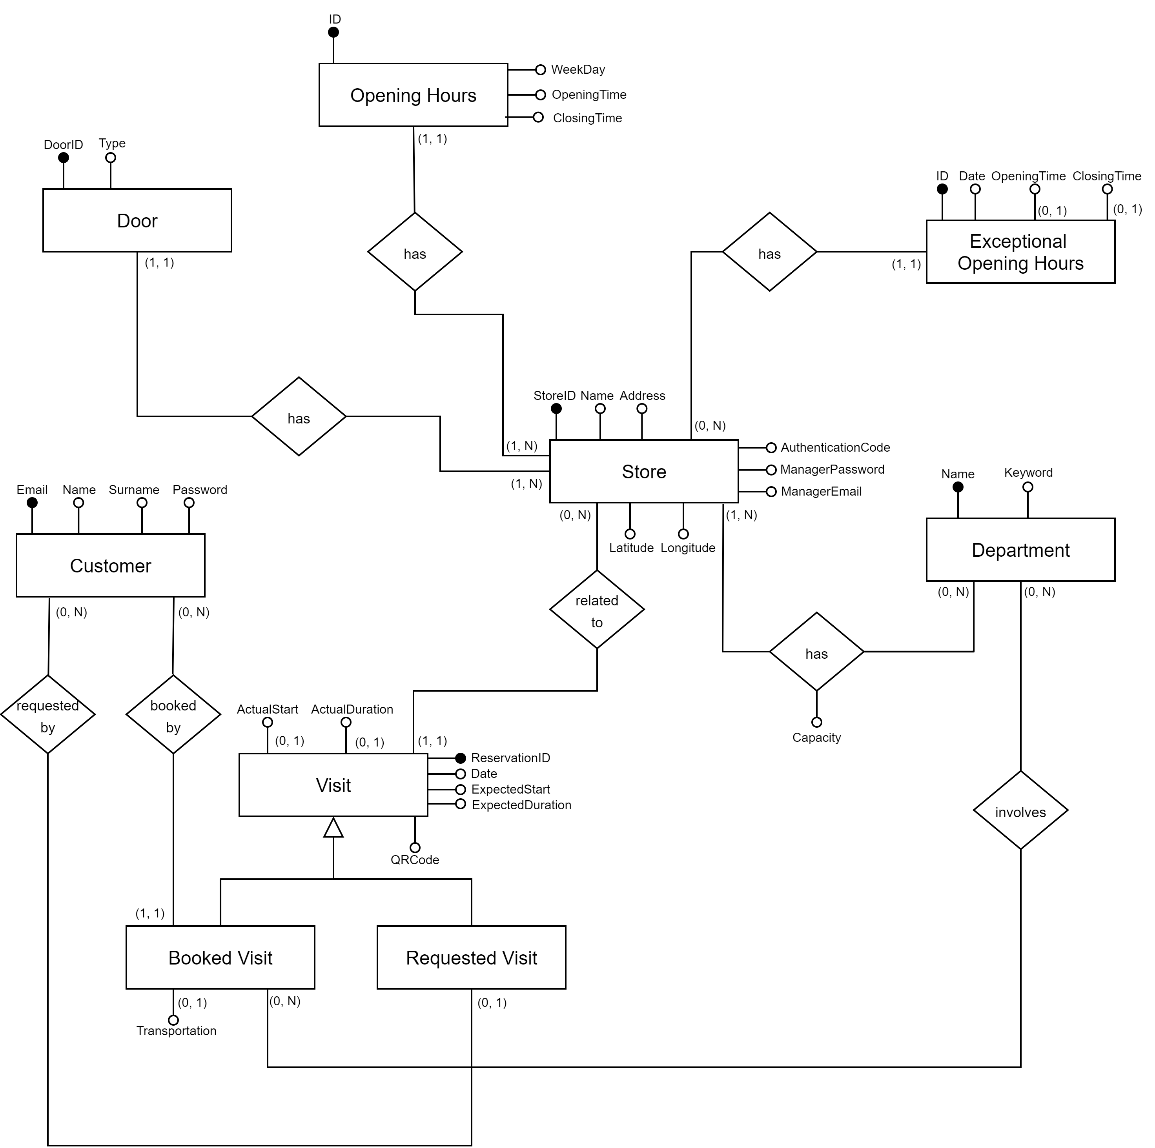 ID
Opening Hours
WeekDay
OpeningTime
ClosingTime
(1, 1)
DoorID Type
Door
(1, 1)
has
ID Date OpeningTime ClosingTime
(0, 1) (0, 1)
Exceptional
Opening Hours
(1, 1)
has
has
StoreID Name Address
(1, N)
(0, N)
Store
AuthenticationCode
ManagerPassword
ManagerEmail
(1, N)
(0, N)
(1, N)
Latitude Longitude
Email Name Surname Password
Customer
(0, N) (0, N)
Name Keyword
Department
(0, N) (0, N)
related
to
has
Capacity
requested
by
booked
by
ActualStart ActualDuration
(0, 1) (0, 1) (1, 1)
Visit
ReservationID
Date
ExpectedStart
ExpectedDuration
QRCode
involves
(1, 1)
Booked Visit
Requested Visit
(0, 1) (0, N) (0, 1)
Transportation